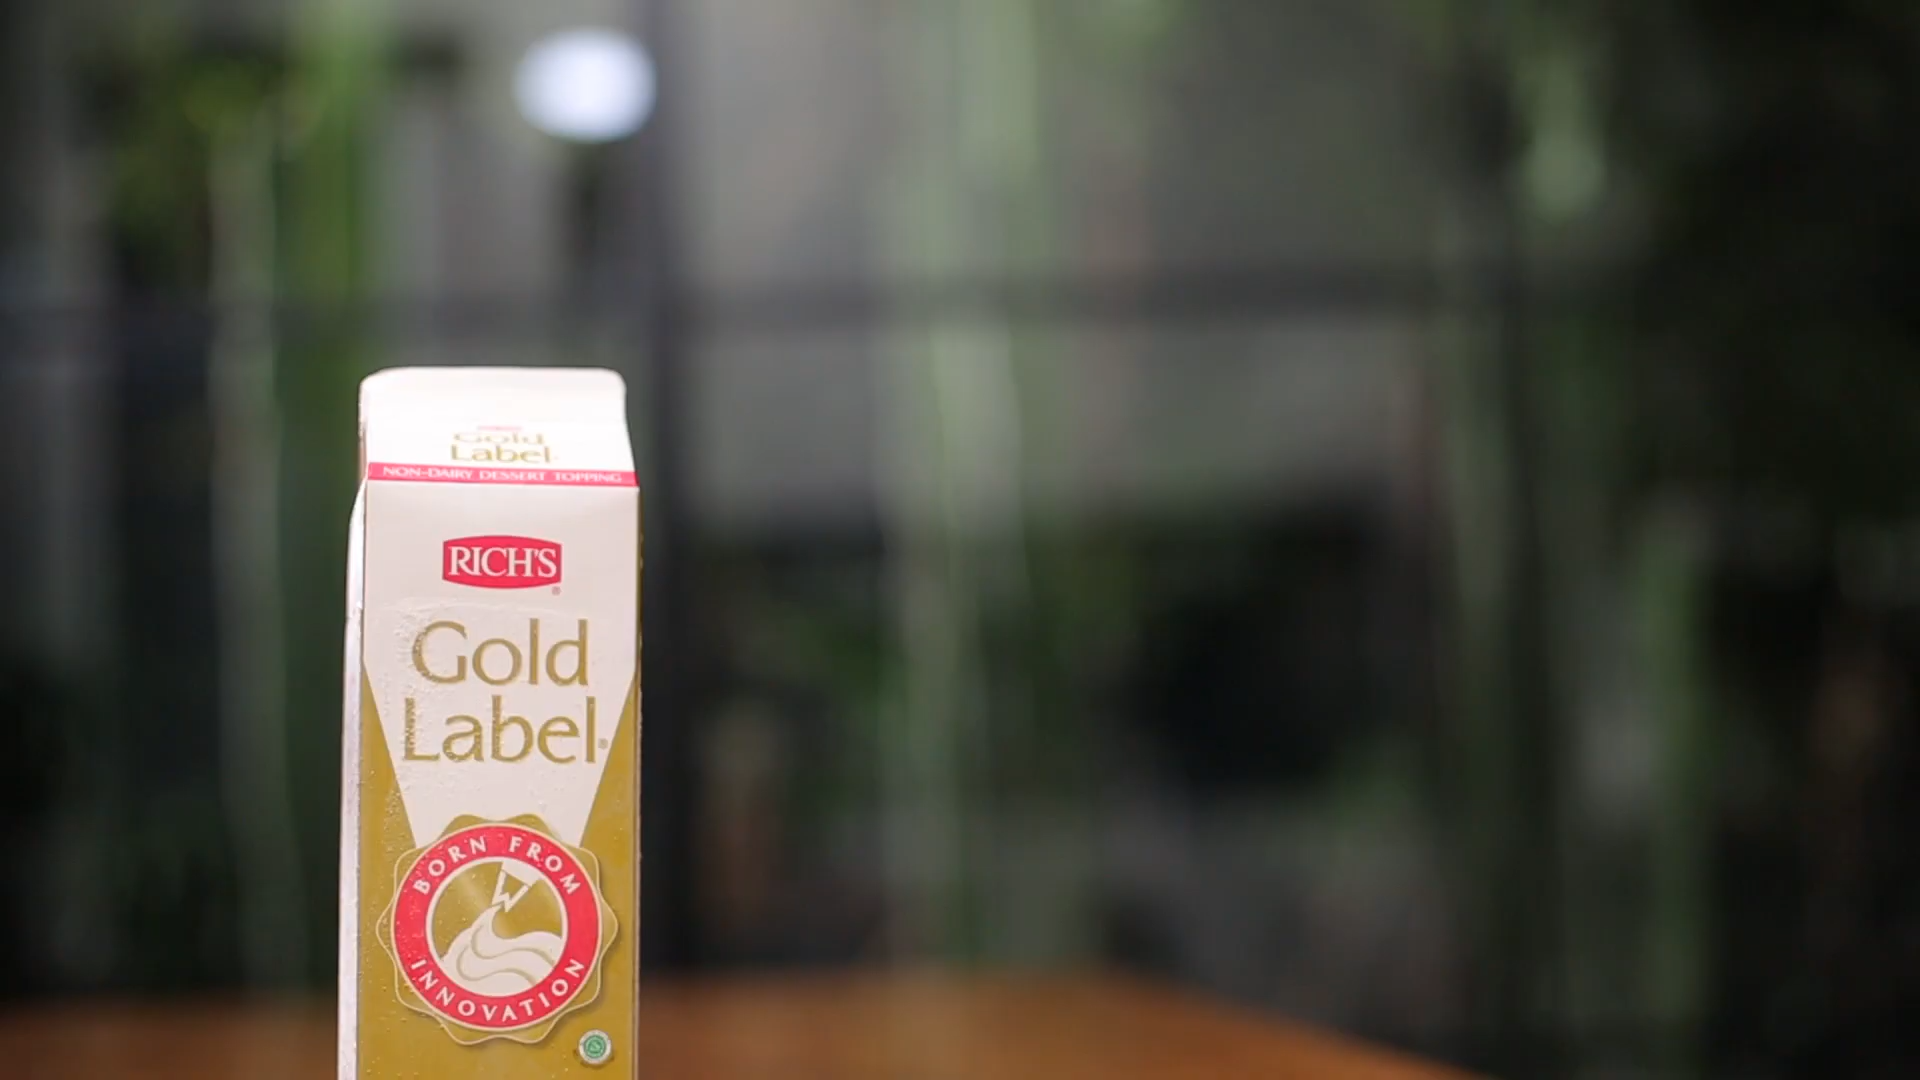 Gold
Label
NON-DAIRY DESSERT TOPPING
RICH'S
®
Gold
Label®
BORN FROM
INNOVATION